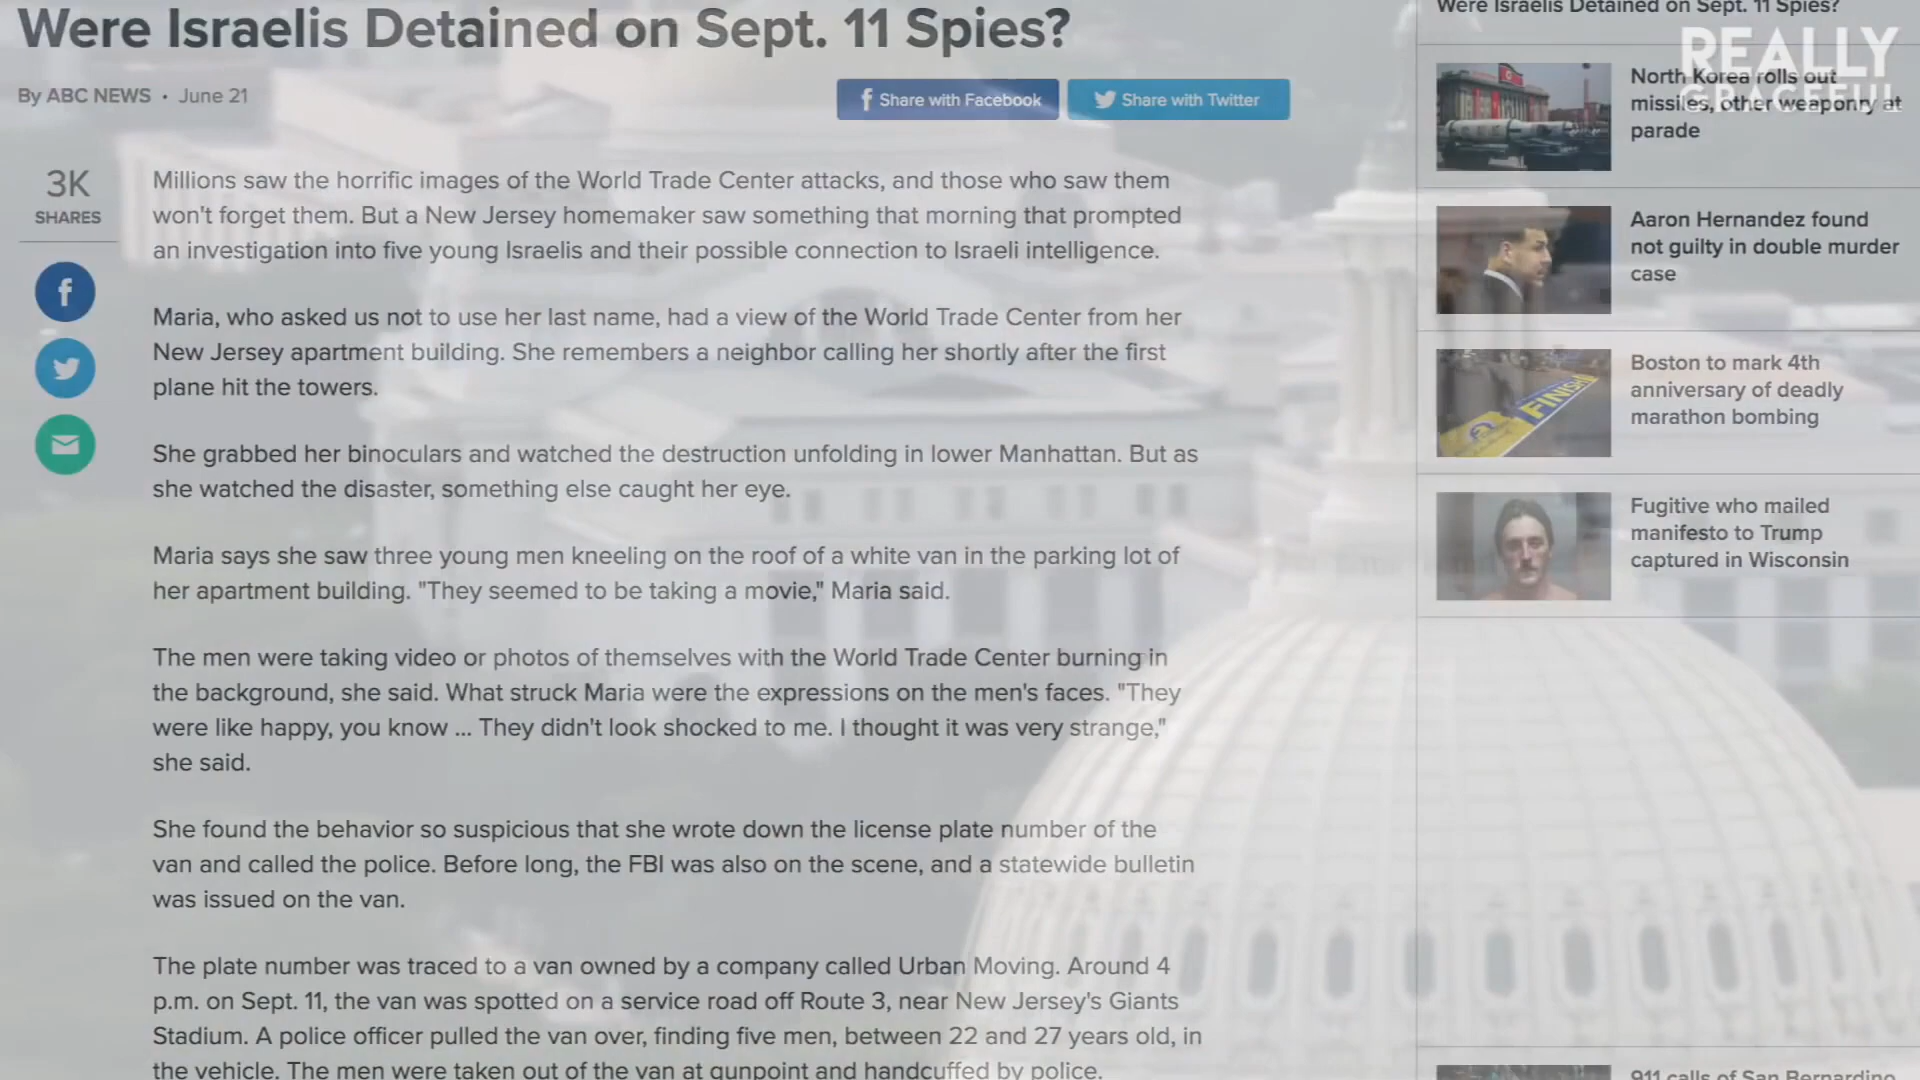 Were Israelis Detained on Sept. 11 Spies?
By ABC NEWS • June 21
Share with Facebook
Share with Twitter
3K
SHARES
Millions saw the horrific images of the World Trade Center attacks, and those who saw them
won't forget them. But a New Jersey homemaker saw something that morning that prompted
an investigation into five young Israelis and their possible connection to Israeli intelligence.
Maria, who asked us not to use her last name, had a view of the World Trade Center from her
New Jersey apartment building. She remembers a neighbor calling her shortly after the first
plane hit the towers.
She grabbed her binoculars and watched the destruction unfolding in lower Manhattan. But as
she watched the disaster, something else caught her eye.
Maria says she saw three young men kneeling on the roof of a white van in the parking lot of
her apartment building. "They seemed to be taking a movie," Maria said.
The men were taking video or photos of themselves with the World Trade Center burning in
the background, she said. What struck Maria were the expressions on the men's faces. "They
were like happy, you know ... They didn't look shocked to me. I thought it was very strange,"
she said.
She found the behavior so suspicious that she wrote down the license plate number of the
van and called the police. Before long, the FBI was also on the scene, and a statewide bulletin
was issued on the van.
The plate number was traced to a van owned by a company called Urban Moving. Around 4
p.m. on Sept. 11, the van was spotted on a service road off Route 3, near New Jersey's Giants
Stadium. A police officer pulled the van over, finding five men, between 22 and 27 years old, in
the vehicle. The men were taken out of the van at gunpoint and handcuffed by police.
Were Israelis Detained on Sept. 11 Spies?
REALLY
GRACEFUL
North Korea rolls out
missiles, other weaponry at
parade
Aaron Hernandez found
not guilty in double murder
case
Boston to mark 4th
anniversary of deadly
marathon bombing
FINISH
Fugitive who mailed
manifesto to Trump
captured in Wisconsin
911 calls of San Bernardino